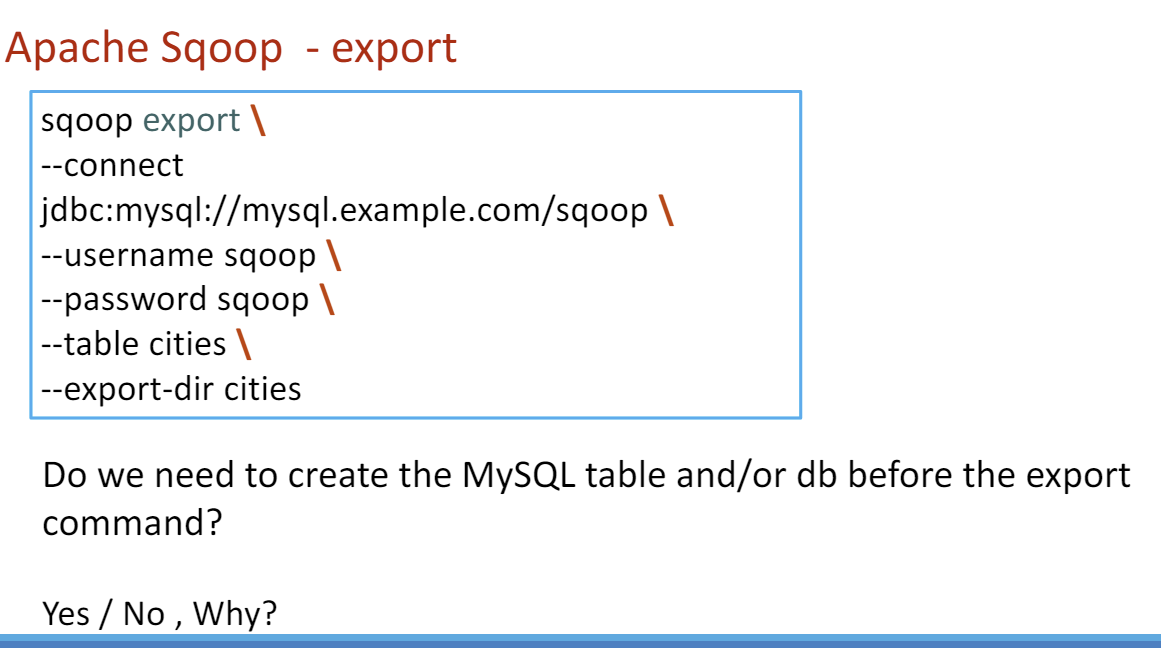 Apache Sqoop  - export
sqoop export \
--connect
jdbc:mysql://mysql.example.com/sqoop \
--username sqoop \
--password sqoop \
--table cities \
--export-dir cities
Do we need to create the MySQL table and/or db before the export
command?
Yes / No , Why?